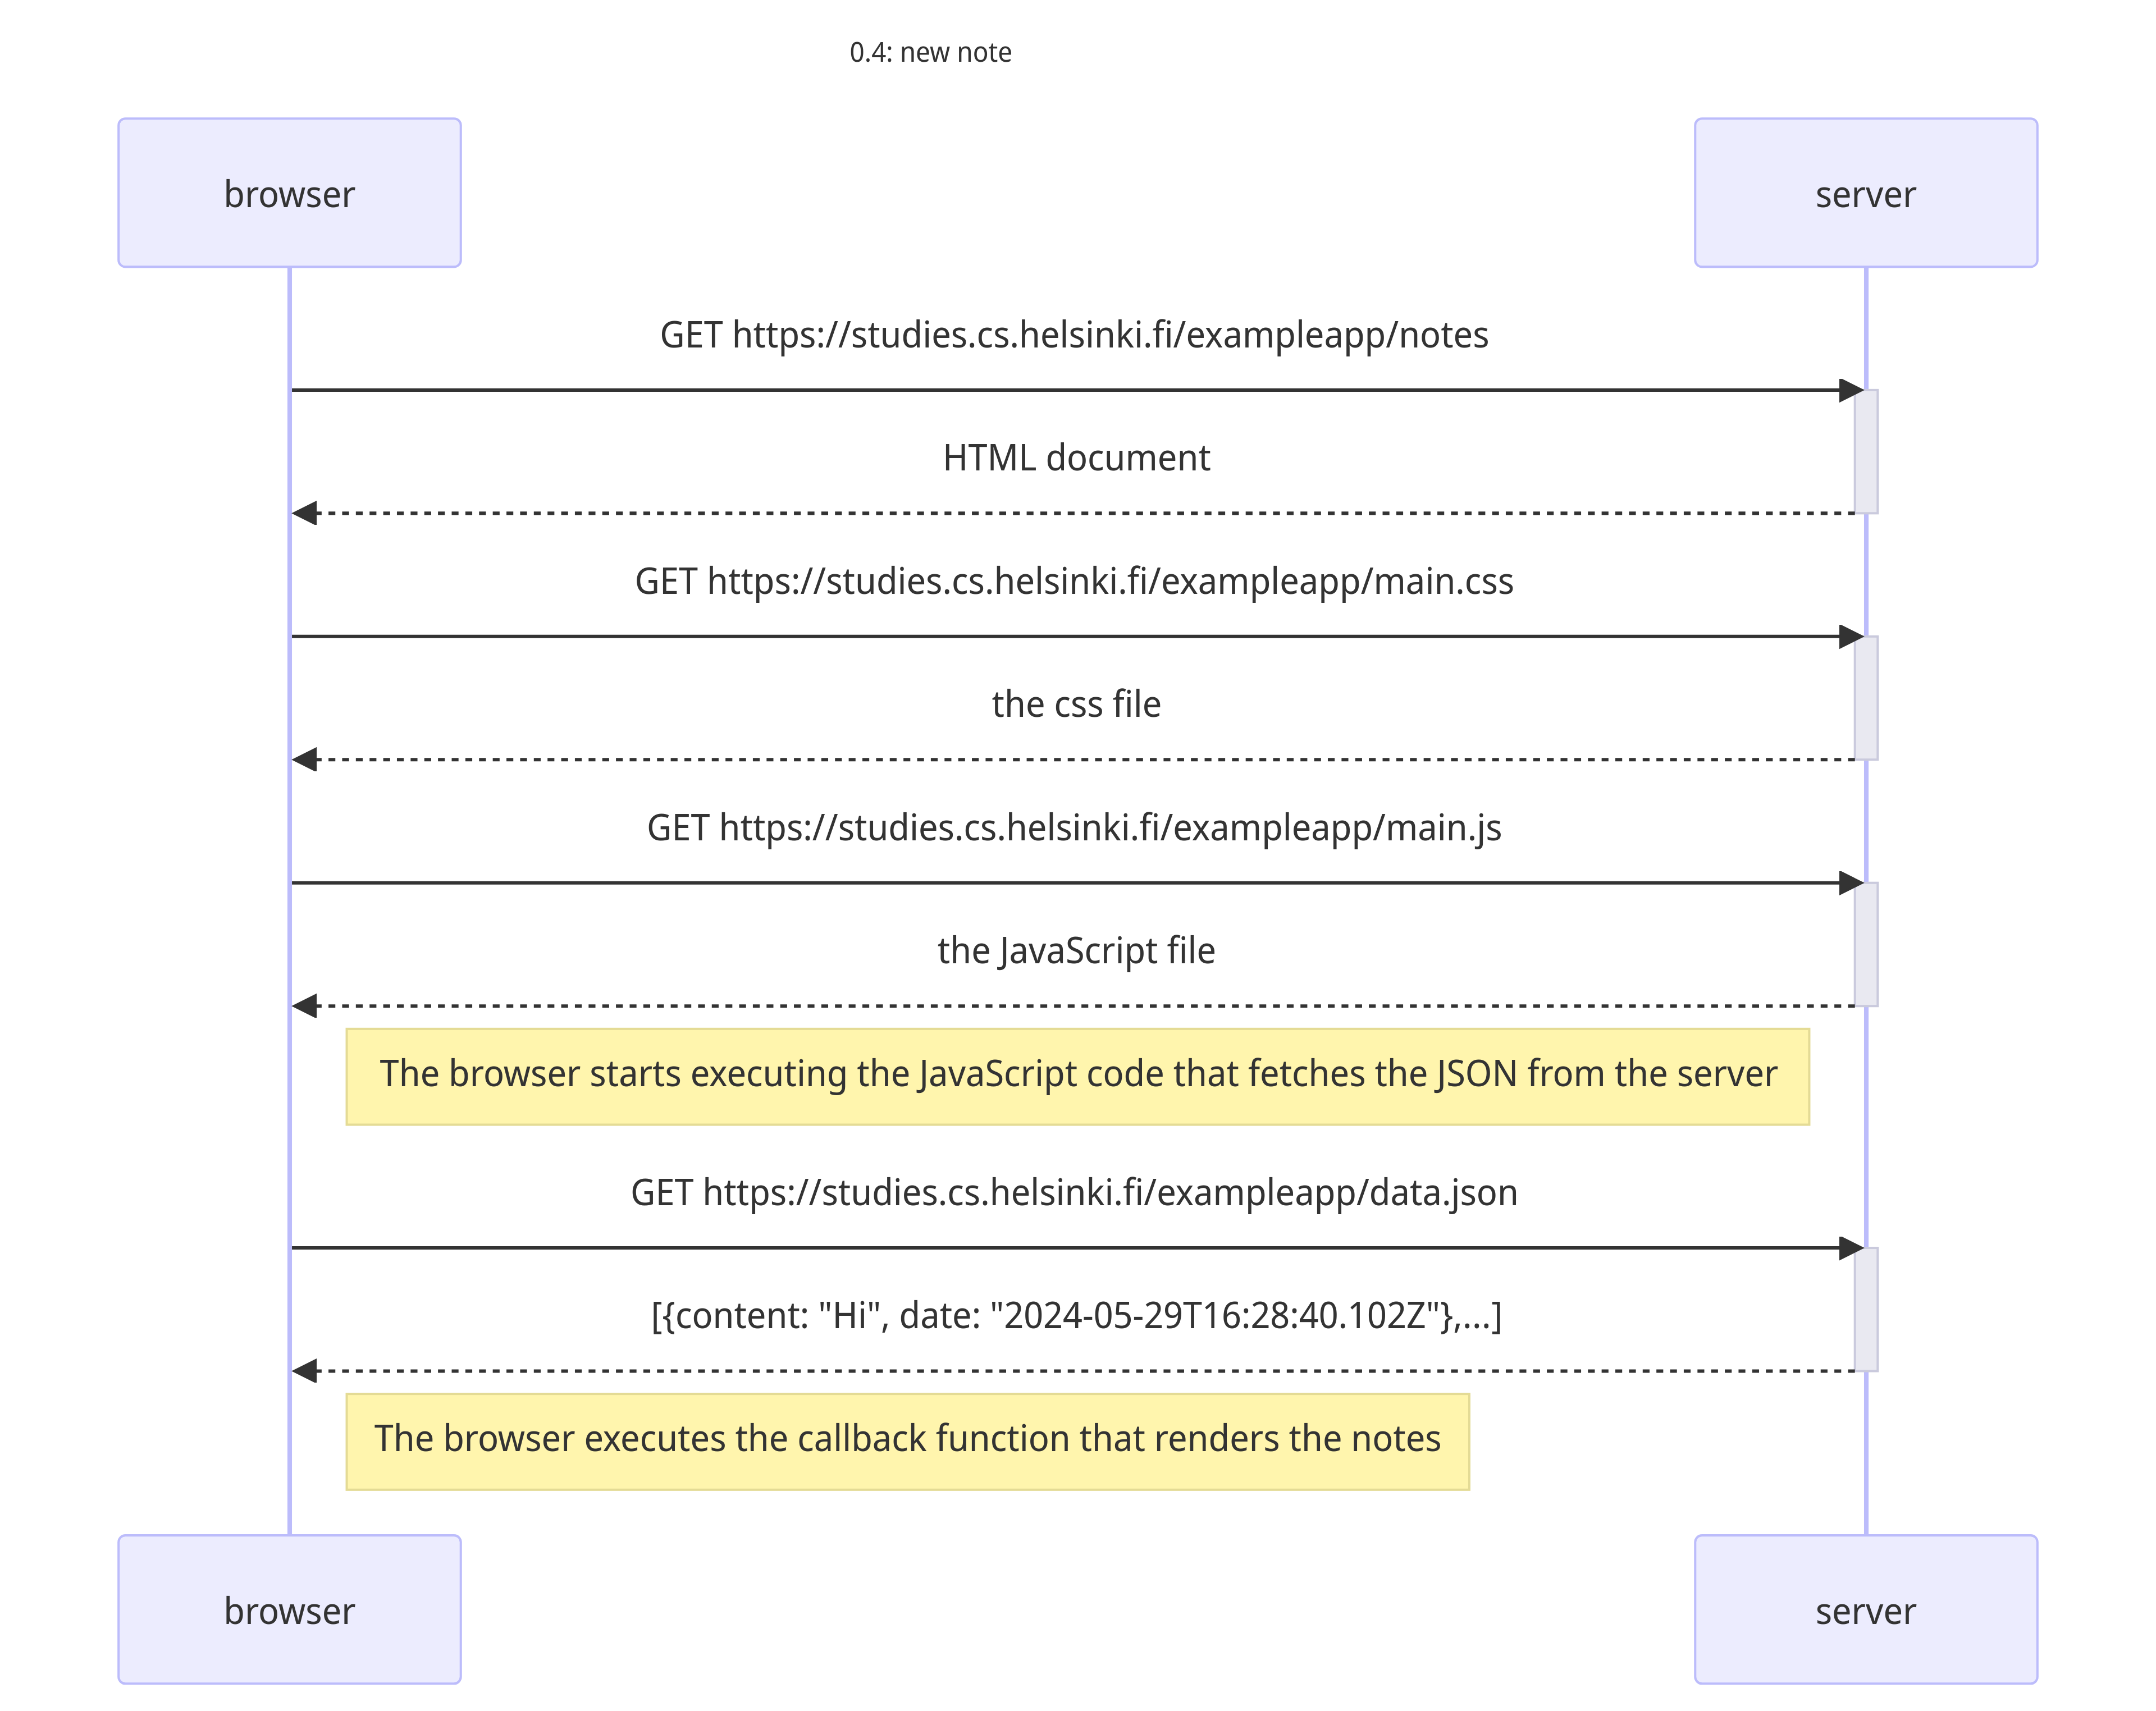 0.4: new note
browser
server
GET https://studies.cs.helsinki.fi/exampleapp/notes
HTML document
GET https://studies.cs.helsinki.fi/exampleapp/main.css
the css file
GET https://studies.cs.helsinki.fi/exampleapp/main.js
the JavaScript file
The browser starts executing the JavaScript code that fetches the JSON from the server
GET https://studies.cs.helsinki.fi/exampleapp/data.json
[{content: "Hi", date: "2024-05-29T16:28:40.102Z"},...]
The browser executes the callback function that renders the notes
browser
server